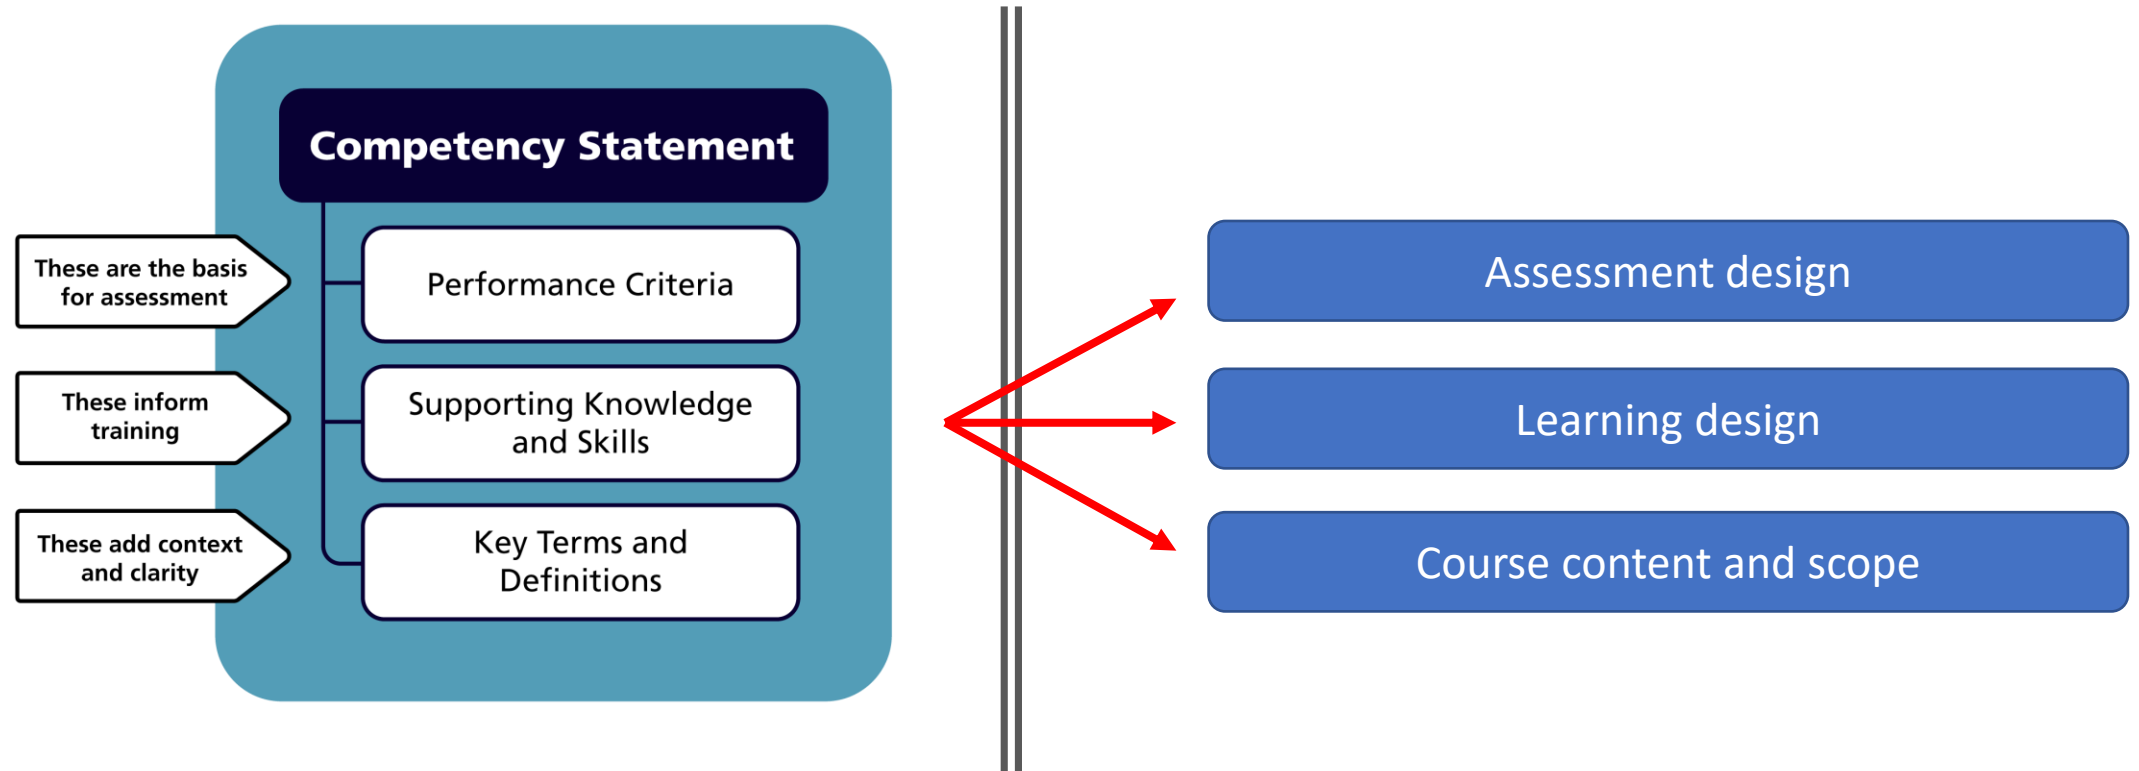 Competency Statement
These are the basis
for assessment
Performance Criteria
These inform
training
Supporting Knowledge
and Skills
These add context
and clarity
Key Terms and
Definitions
Assessment design
Learning design
Course content and scope